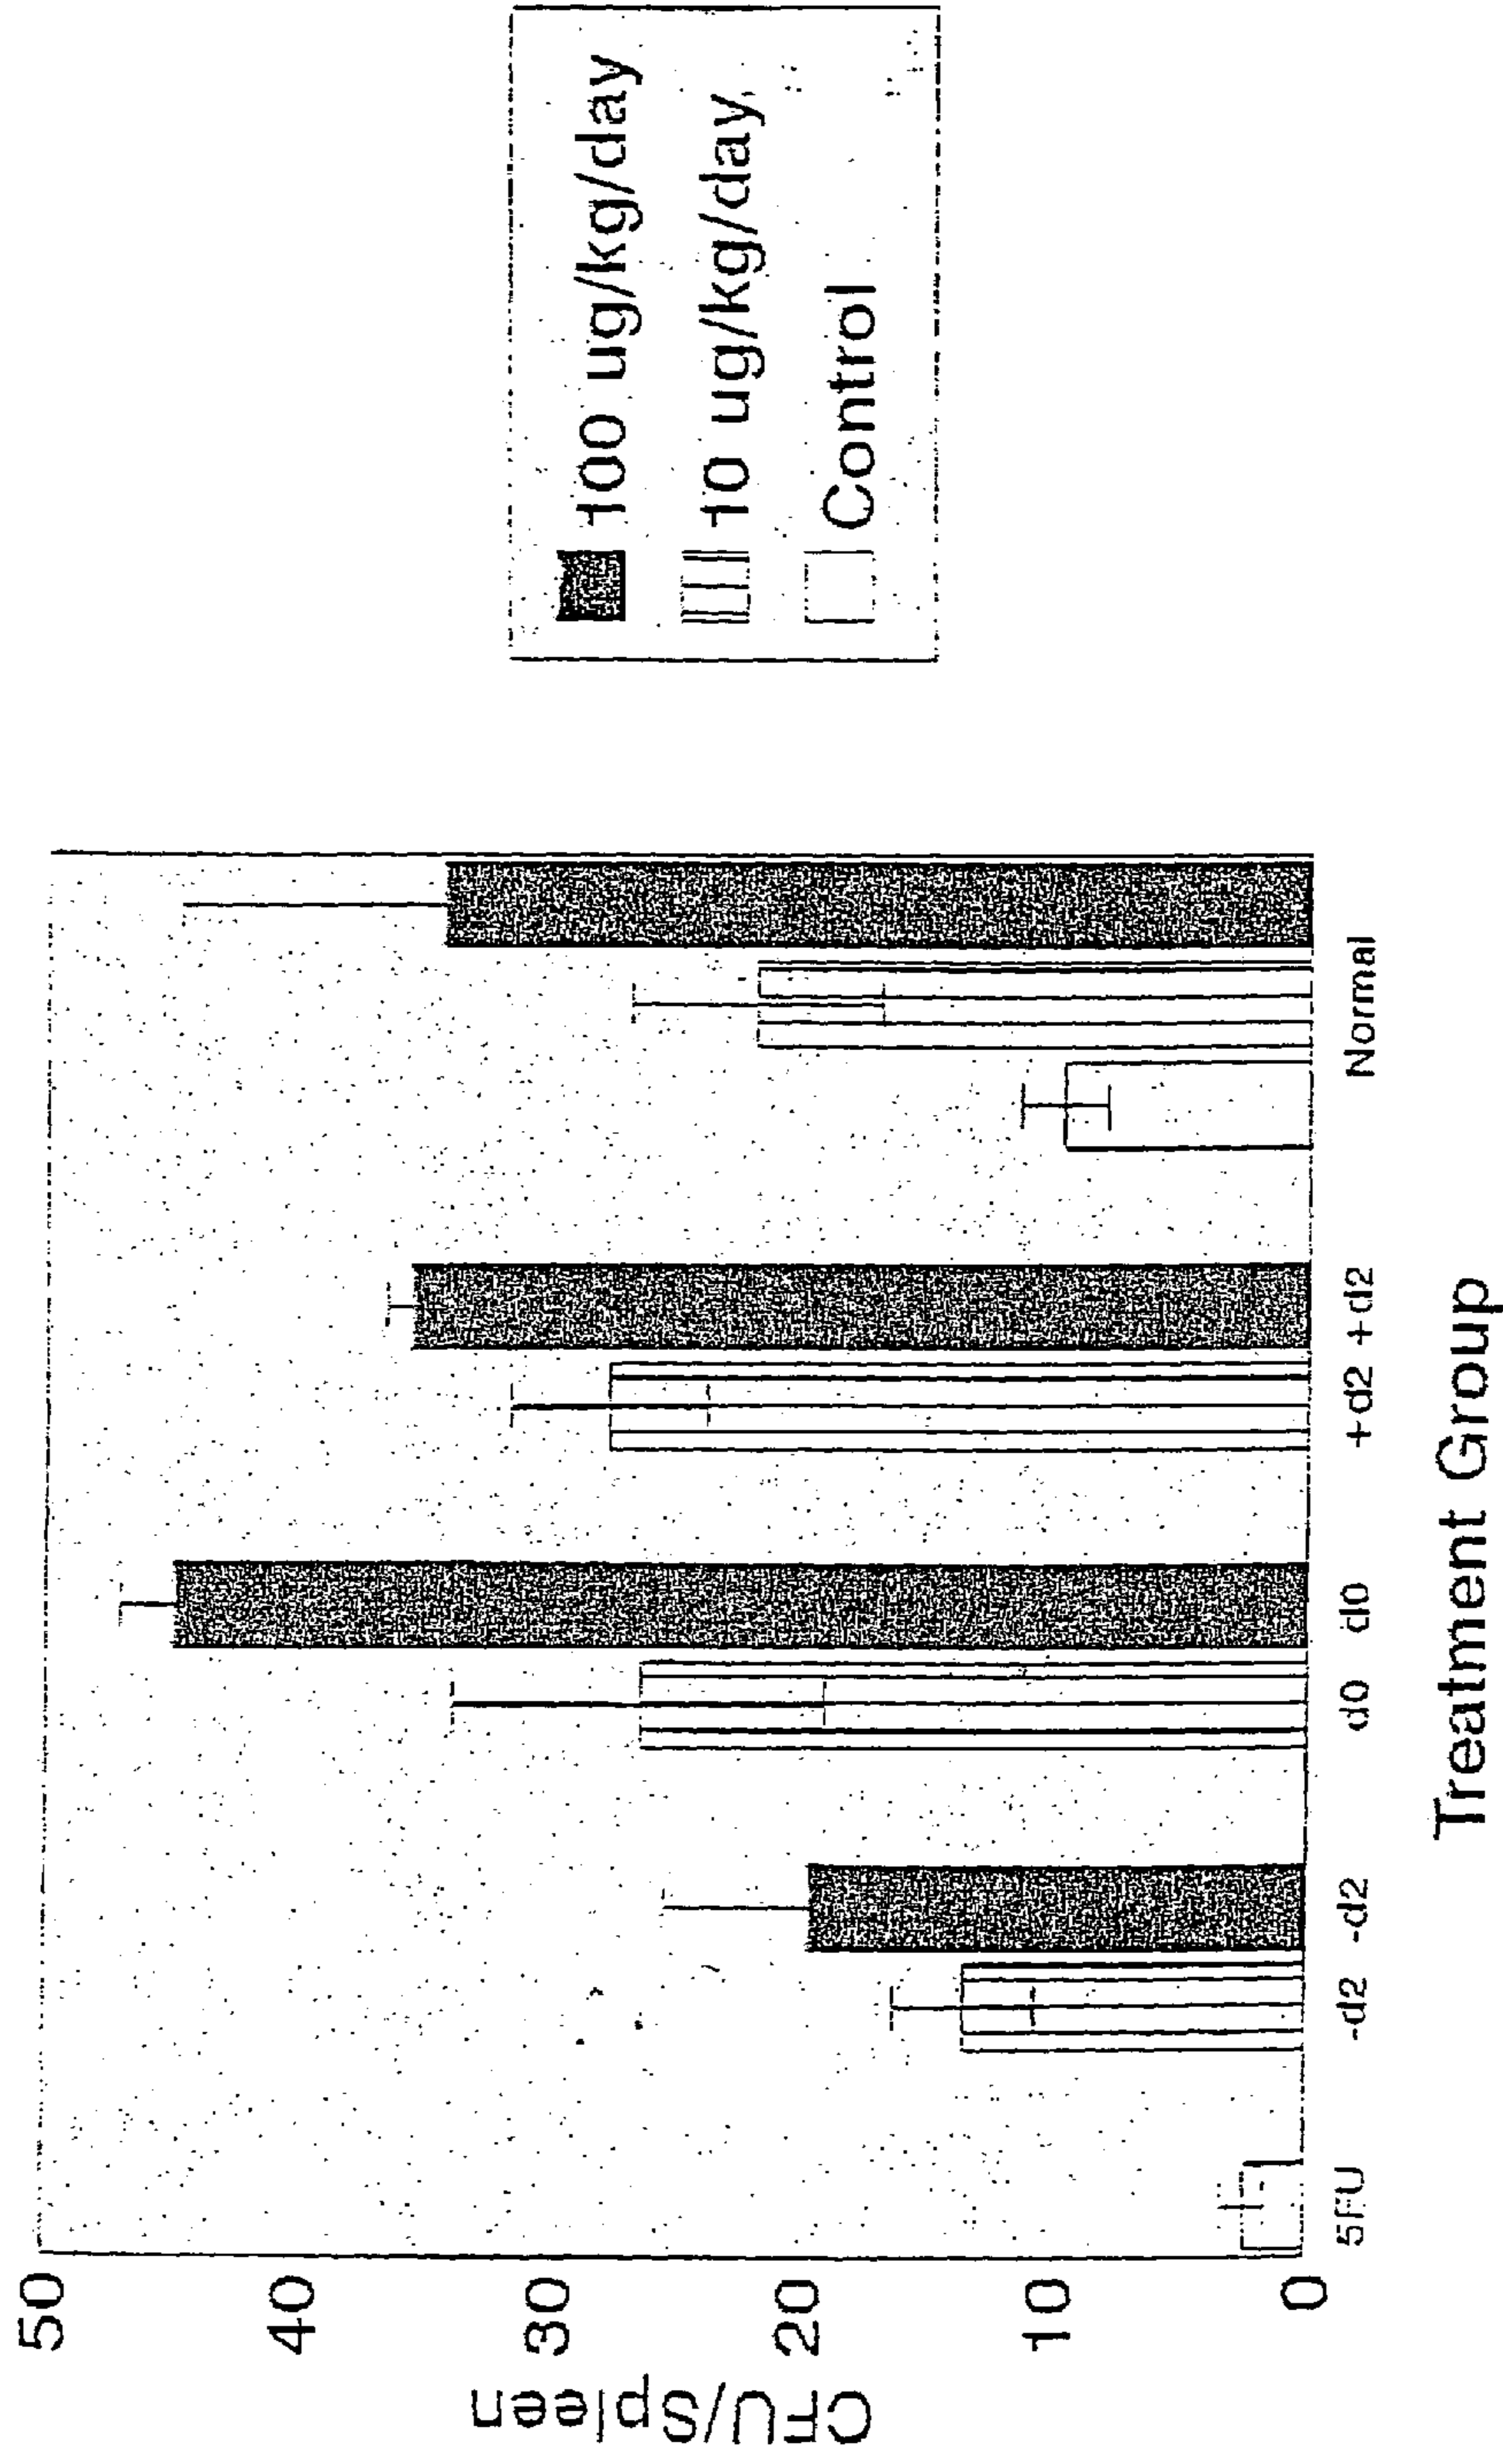 CFU/Spleen
50
40
30
20
10
0
5FU
-d2
-d2
d0
d0
+d2
+d2
Normal
Treatment Group
100 ug/kg/day
10 ug/kg/day
Control